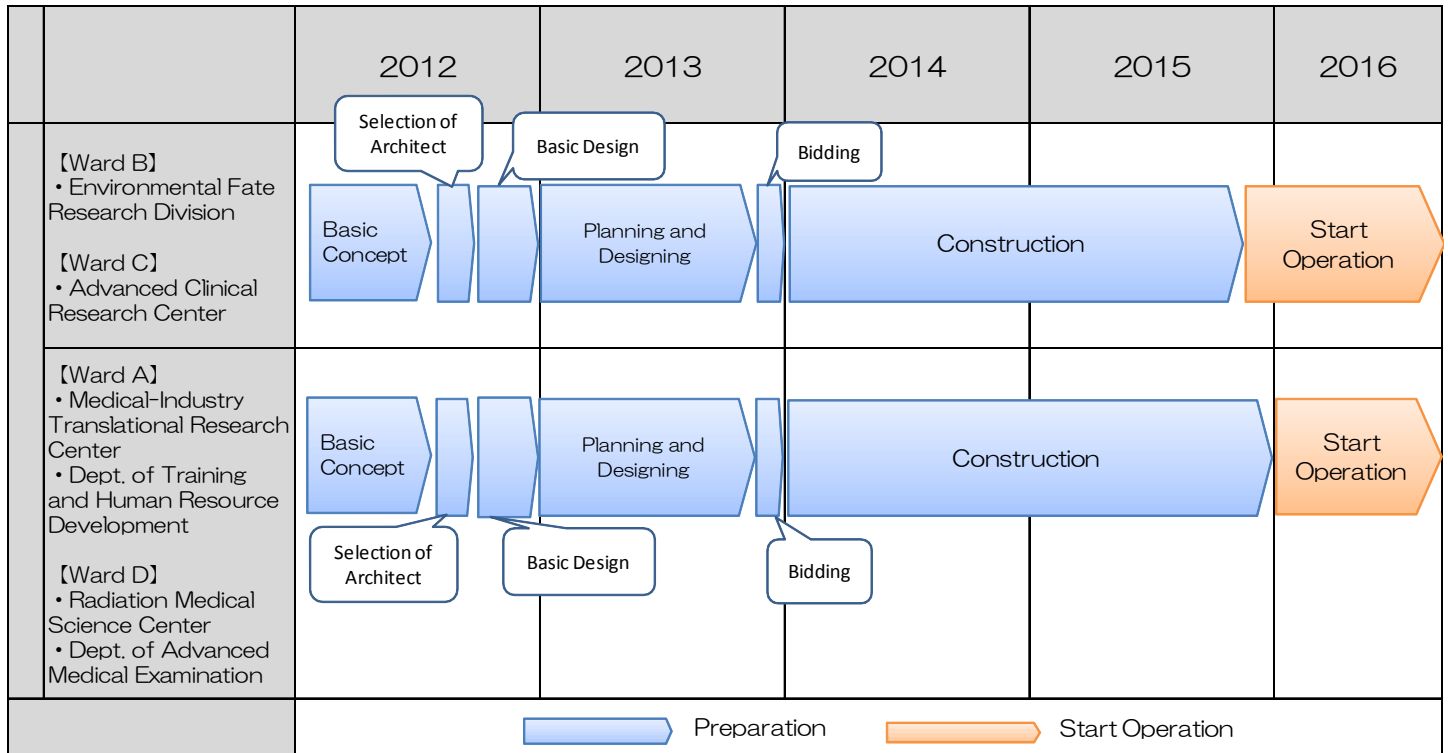 2012
2013
2014
2015
2016
【Ward B】
・Environmental Fate
Research Division
【Ward C】
・Advanced Clinical
Research Center
Selection of
Architect
Basic Design
Bidding
Basic
Concept
Planning and
Designing
Construction
Start
Operation
【Ward A】
・Medical-Industry
Translational Research
Center
・Dept. of Training
and Human Resource
Development
【Ward D】
・Radiation Medical
Science Center
・Dept. of Advanced
Medical Examination
Basic
Concept
Planning and
Designing
Construction
Start
Operation
Selection of
Architect
Basic Design
Bidding
Preparation
Start Operation